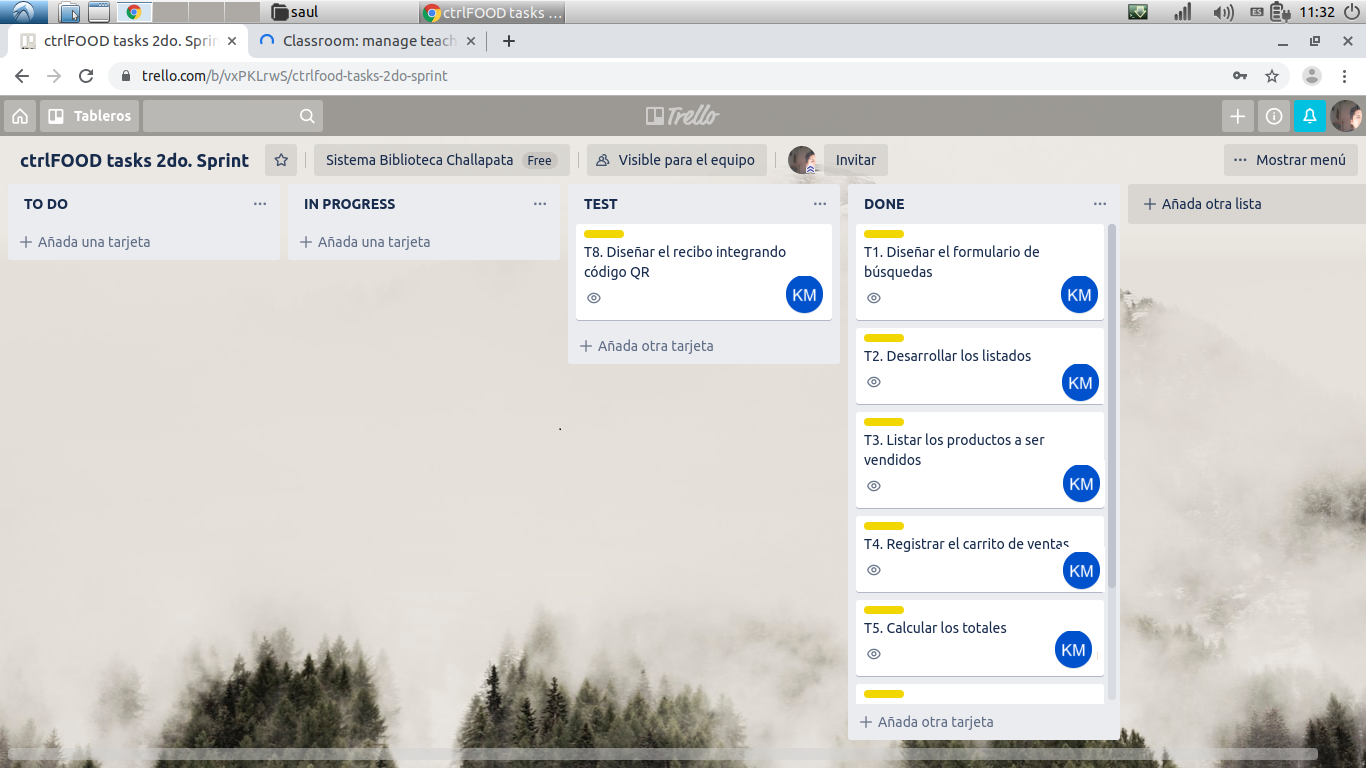 saul
ctrlFOOD tasks ...
ES
11:32
ctrlFOOD tasks 2do. Sprin
Classroom: manage teach
trello.com/b/vxPKLrwS/ctrlfood-tasks-2do-sprint
Tableros
Trello
ctrlFOOD tasks 2do. Sprint
Sistema Biblioteca Challapata
Free
Visible para el equipo
Invitar
Mostrar menú
TO DO
Añada una tarjeta
IN PROGRESS
Añada una tarjeta
TEST
T8. Diseñar el recibo integrando
código QR
KM
Añada otra tarjeta
DONE
T1. Diseñar el formulario de
búsquedas
KM
T2. Desarrollar los listados
KM
T3. Listar los productos a ser
vendidos
KM
T4. Registrar el carrito de ventas
KM
T5. Calcular los totales
KM
Añada otra tarjeta
Añada otra lista